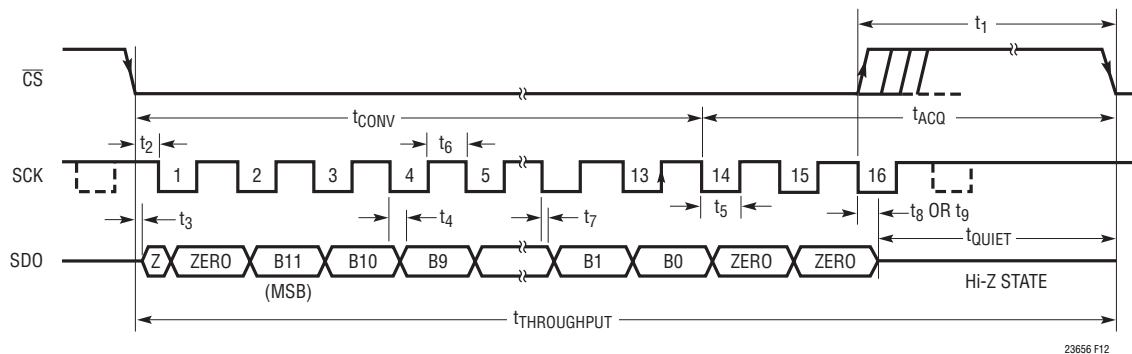 t1
CS
tCONV
tACQ
t2
t6
SCK
1
2
3
4
5
13
14
15
16
t3
t4
t7
t5
t8 OR t9
tQUIET
SDO
Z
ZERO
B11
B10
B9
B1
B0
ZERO
ZERO
(MSB)
Hi-Z STATE
tTHROUGHPUT
23656 F12